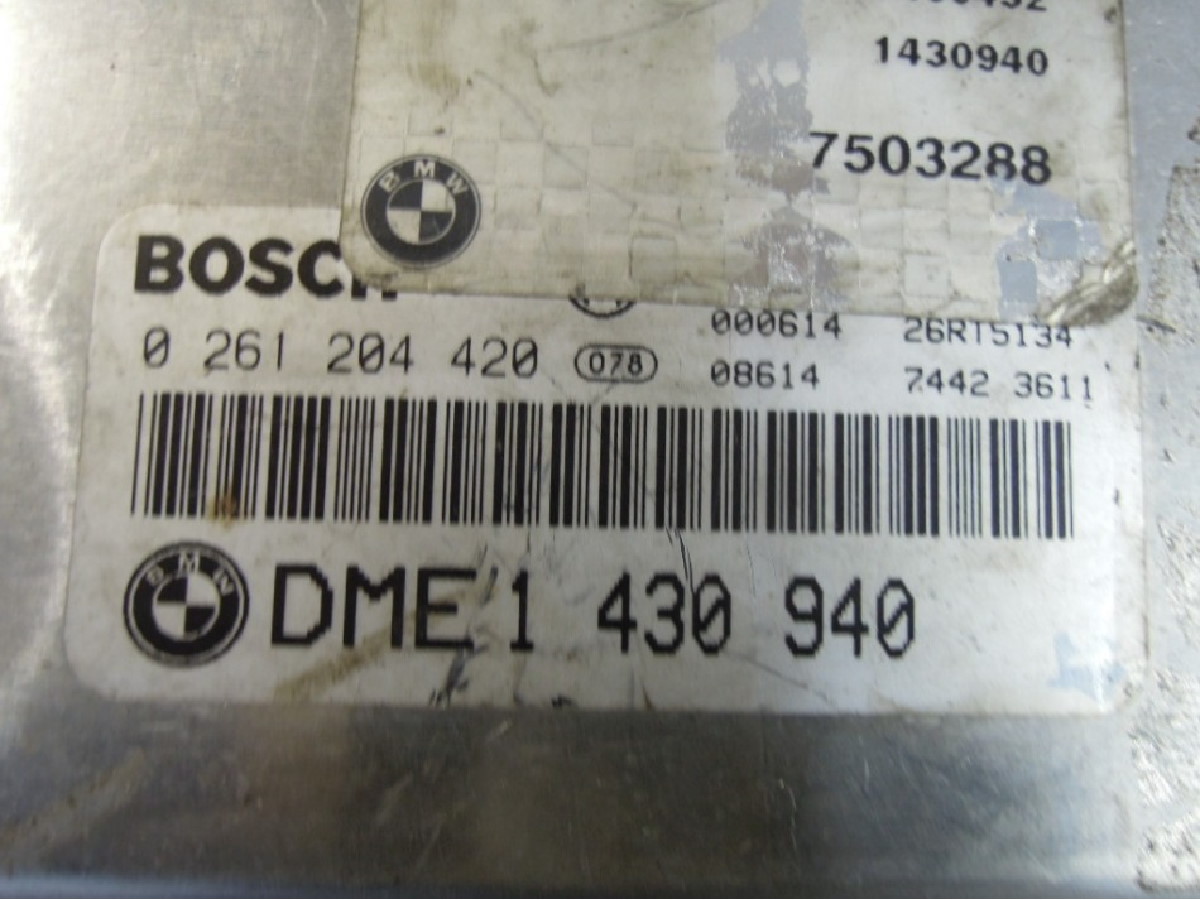 1430940
7503288
BMW
BOSCH
000614 26RT5134
0 261 204 420 078 08614 7442 3611
BMW
DME 1 430 940